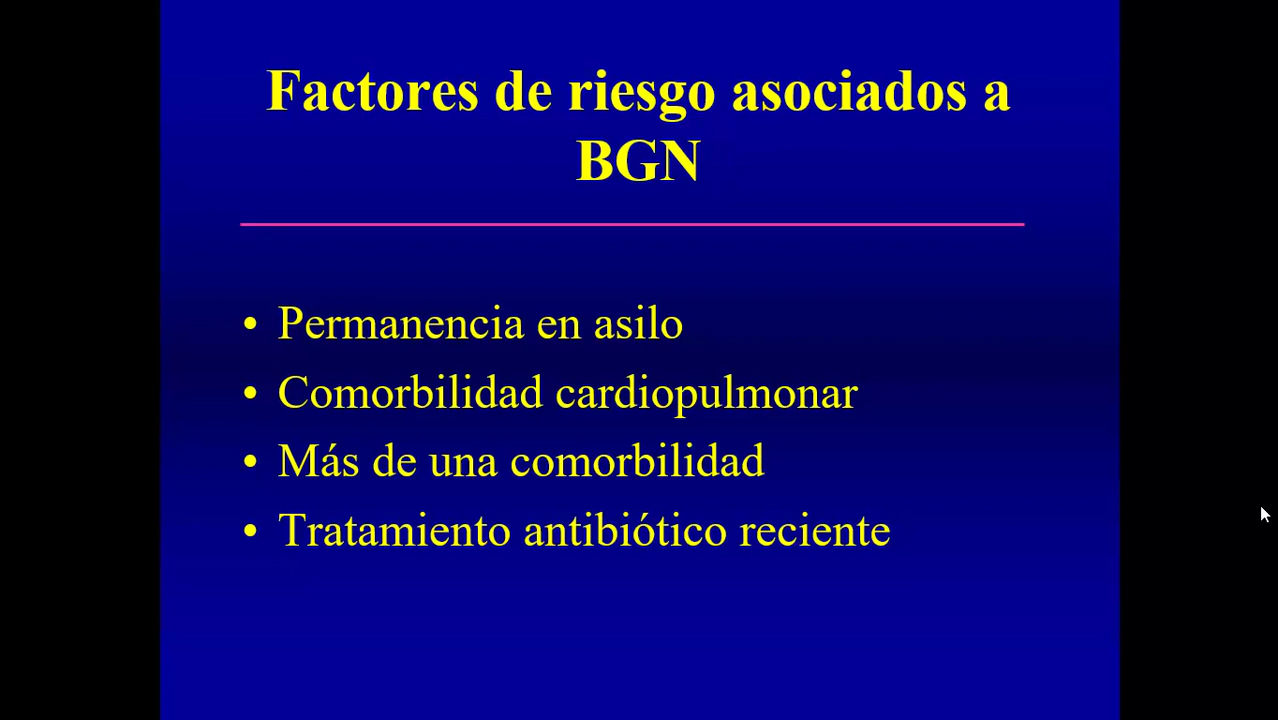 Factores de riesgo asociados a
BGN
• Permanencia en asilo
• Comorbilidad cardiopulmonar
• Más de una comorbilidad
• Tratamiento antibiótico reciente